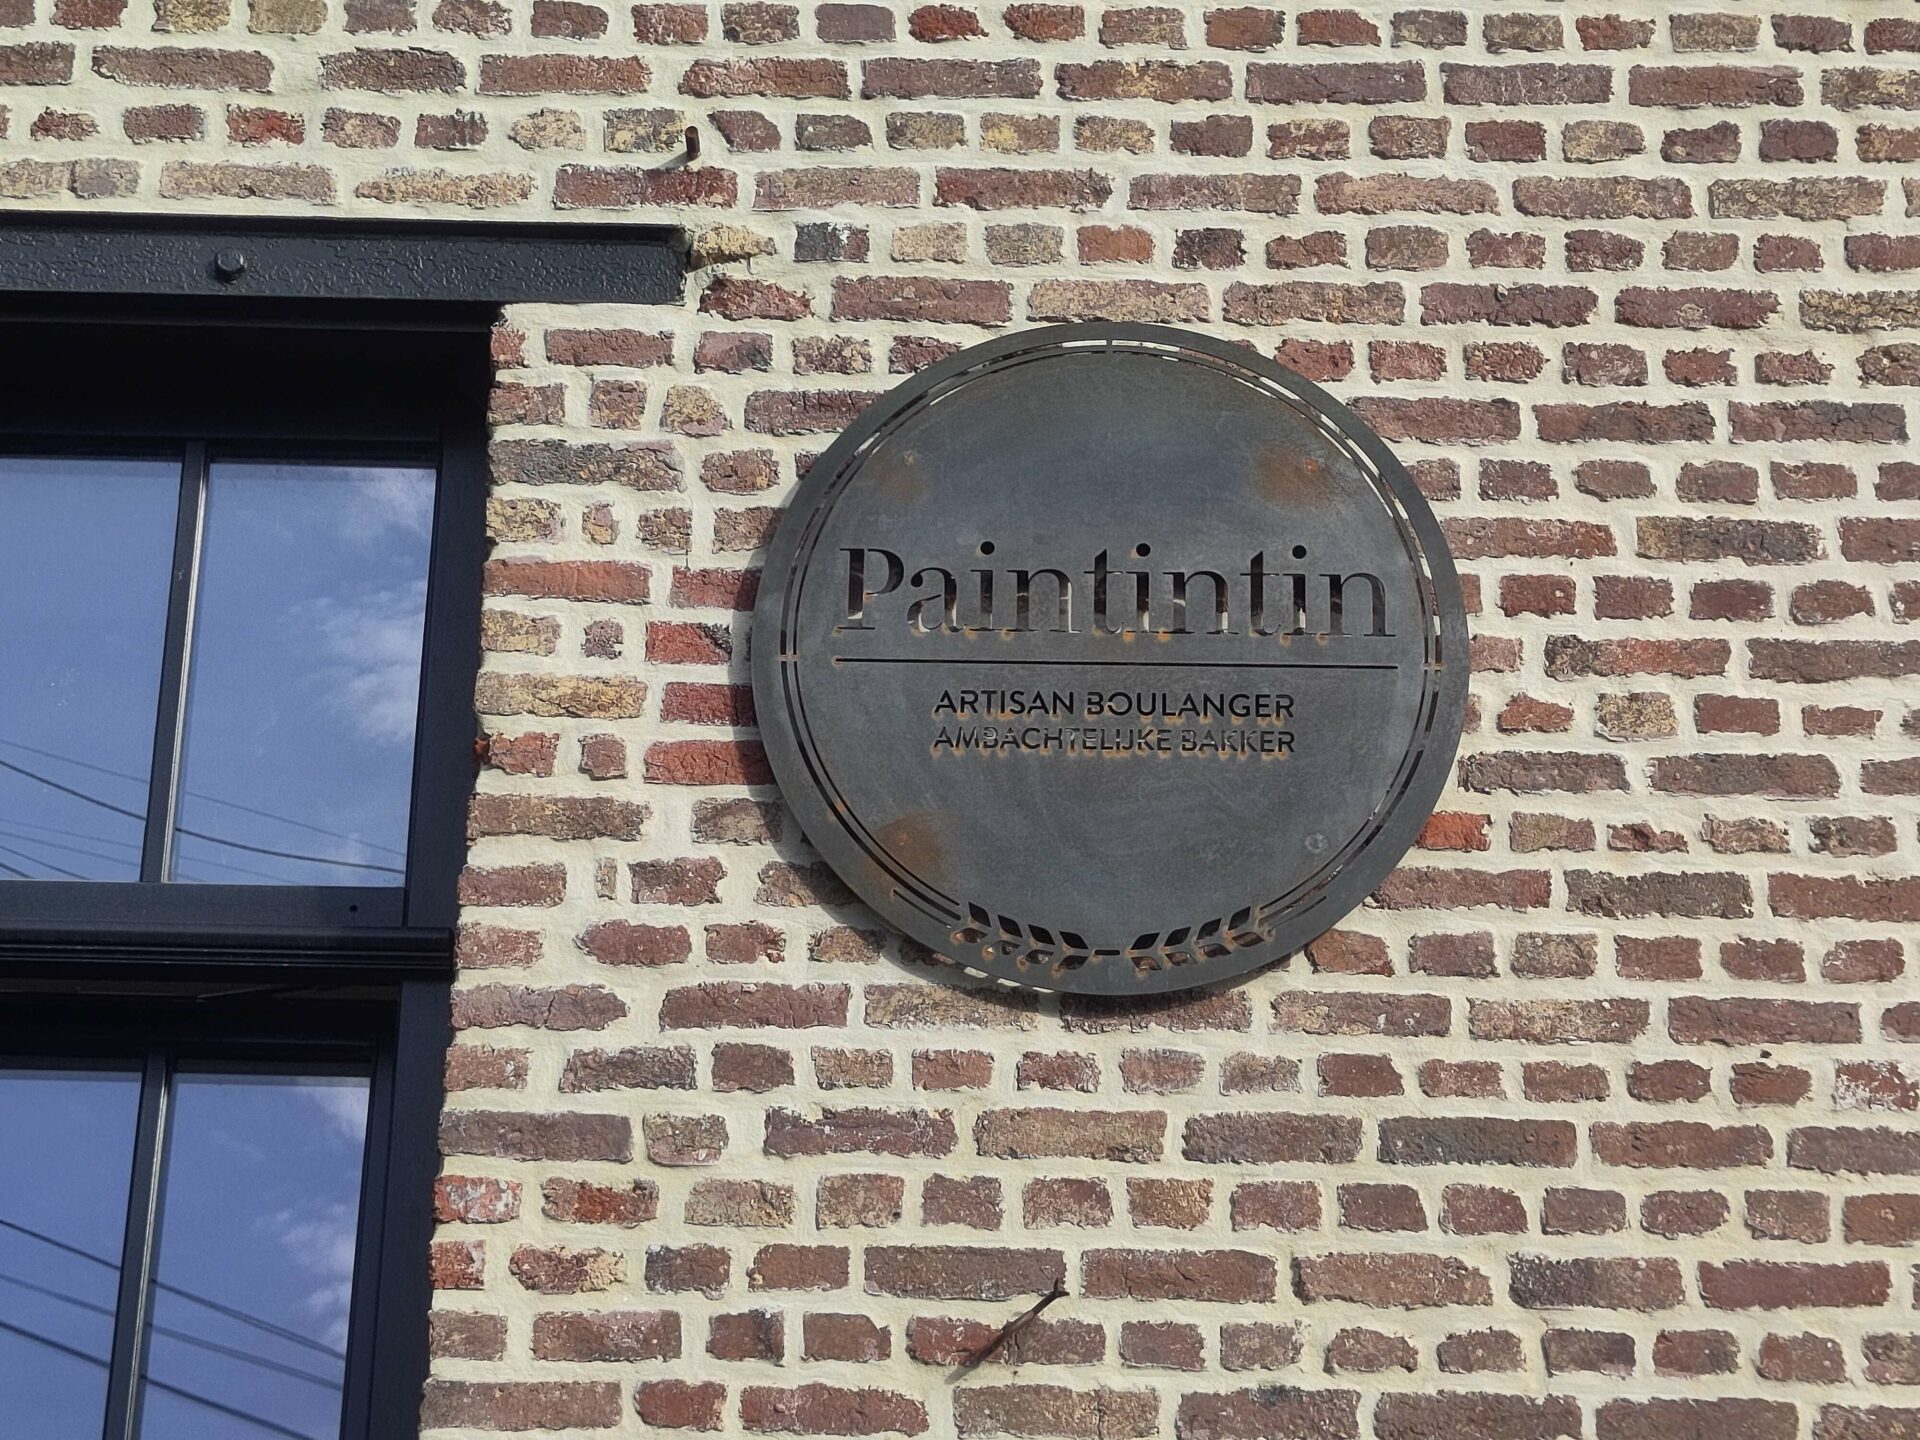 Paintintin
ARTISAN BOULANGER
AMBACHTELIJKE BAKKER